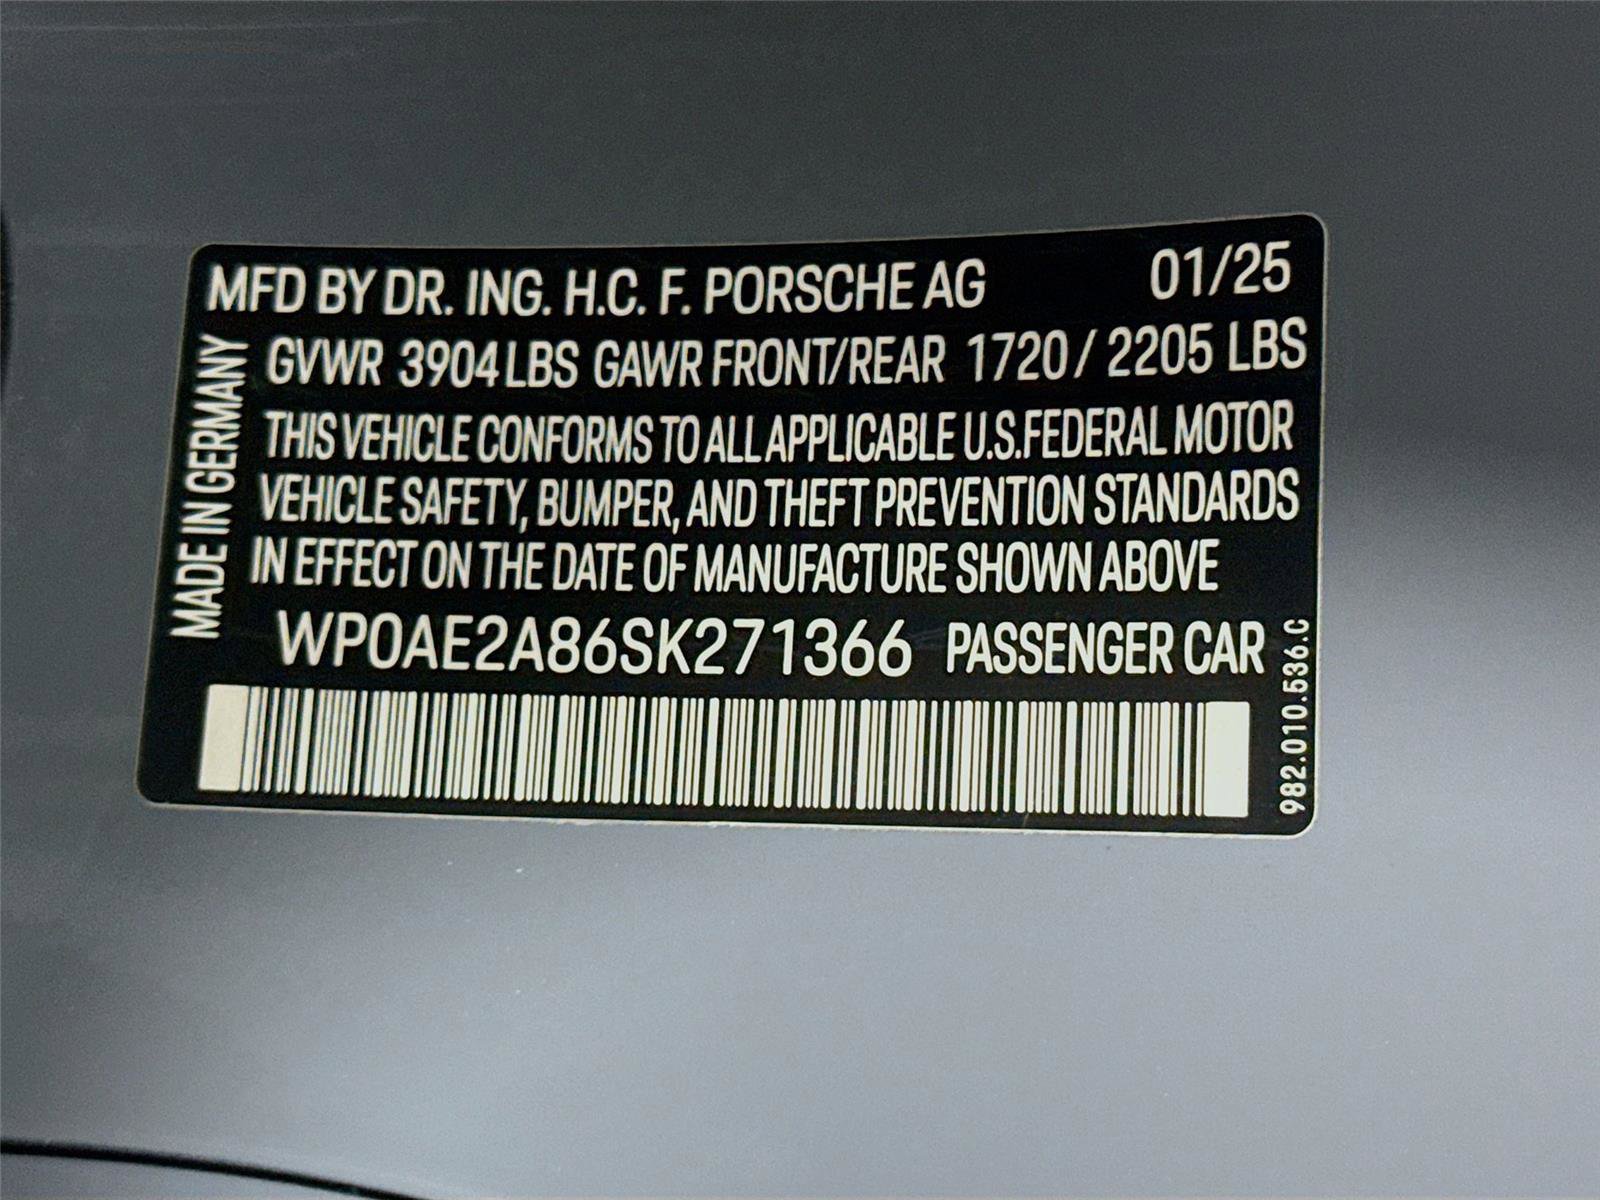 MFD BY DR. ING. H.C. F. PORSCHE AG 01/25
GVWR 3904 LBS GAWR FRONT/REAR 1720 / 2205 LBS
THIS VEHICLE CONFORMS TO ALL APPLICABLE U.S. FEDERAL MOTOR
VEHICLE SAFETY, BUMPER, AND THEFT PREVENTION STANDARDS
IN EFFECT ON THE DATE OF MANUFACTURE SHOWN ABOVE
WP0AE2A86SK271366 PASSENGER CAR
MADE IN GERMANY
982.010.536.C